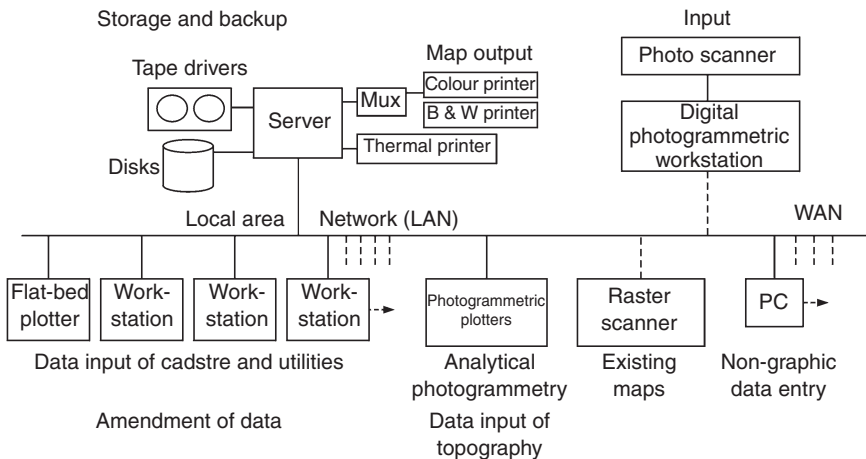 Storage and backup
Input
Tape drivers
Map output
Photo scanner
Colour printer
Mux
B & W printer
Server
Digital
photogrammetric
workstation
Thermal printer
Disks
Local area
Network (LAN)
WAN
Flat-bed
plotter
Work-
station
Work-
station
Work-
station
Photogrammetric
plotters
Raster
scanner
PC
Data input of cadstre and utilities
Analytical
photogrammetry
Existing
maps
Non-graphic
data entry
Amendment of data
Data input of
topography